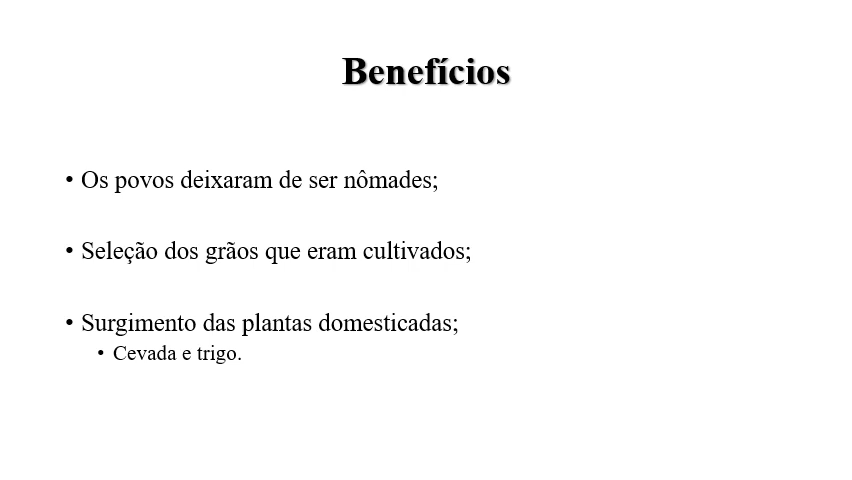 Benefícios
• Os povos deixaram de ser nômades;
• Seleção dos grãos que eram cultivados;
• Surgimento das plantas domesticadas;
• Cevada e trigo.